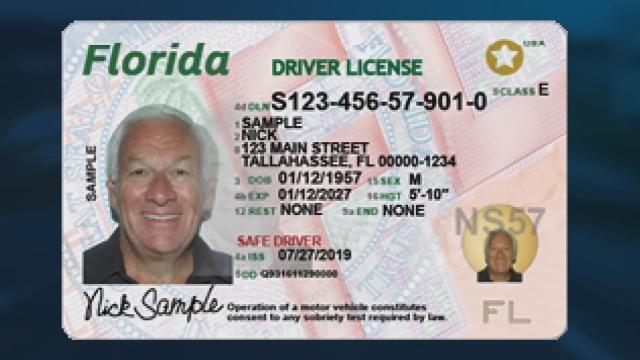 Florida DRIVER LICENSE
USA
9 CLASS E
4d DLN S123-456-57-901-0
1 SAMPLE
2 NICK
8 123 MAIN STREET
TALLAHASSEE, FL 00000-1234
3 DOB 01/12/1957 15 SEX M
4b EXP 01/12/2027 16 HGT 5'-10"
12 REST NONE 9a END NONE
SAMPLE
NS57
SAFE DRIVER
4a ISS 07/27/2019
5 DD Q931611290000
FL
Nick Sample
Operation of a motor vehicle constitutes
consent to any sobriety test required by law.